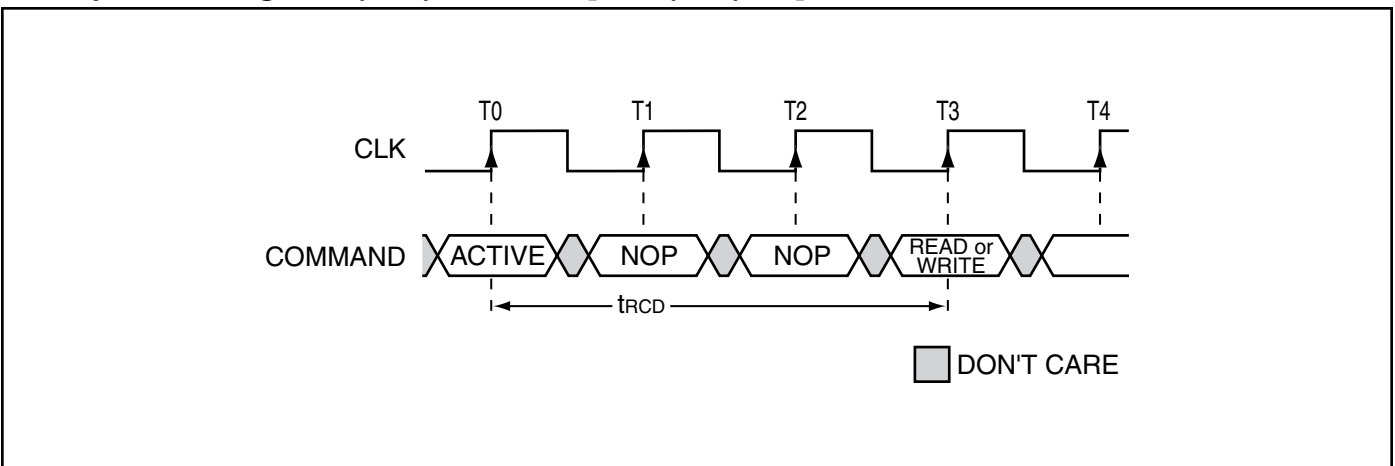 T0 T1 T2 T3 T4
CLK
COMMAND ACTIVE NOP NOP READ or
WRITE
tRCD
DON'T CARE